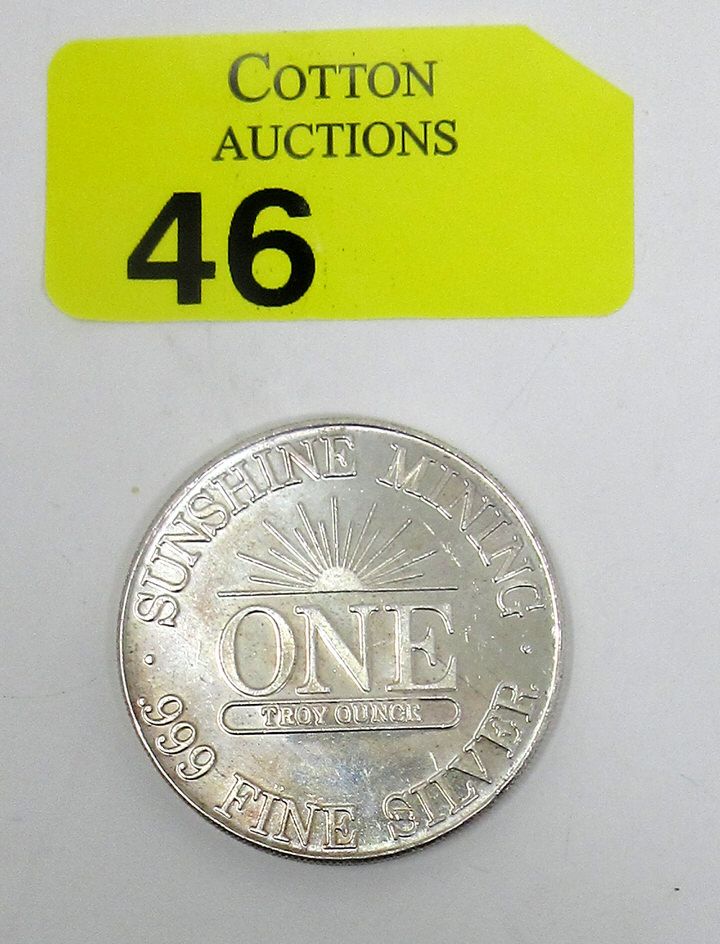 COTTON
AUCTIONS
46
SUNSHINE MINING
ONE
TROY OUNCE
.999 FINE SILVER